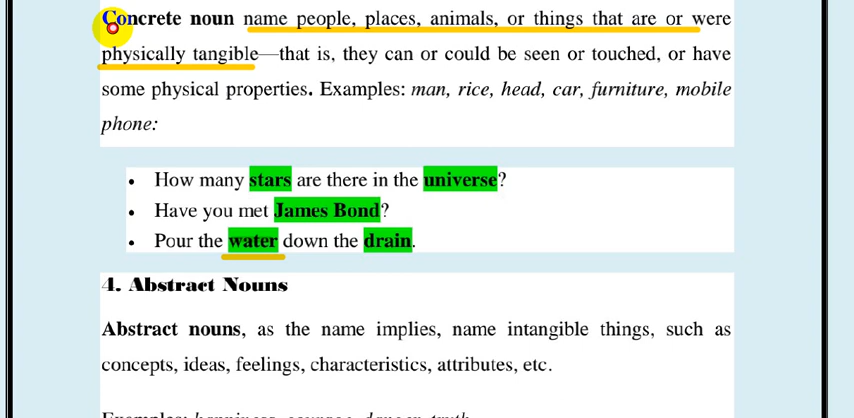 Concrete noun name people, places, animals, or things that are or were
physically tangible—that is, they can or could be seen or touched, or have
some physical properties. Examples: man, rice, head, car, furniture, mobile
phone:
• How many stars are there in the universe?
• Have you met James Bond?
• Pour the water down the drain.
4. Abstract Nouns
Abstract nouns, as the name implies, name intangible things, such as
concepts, ideas, feelings, characteristics, attributes, etc.